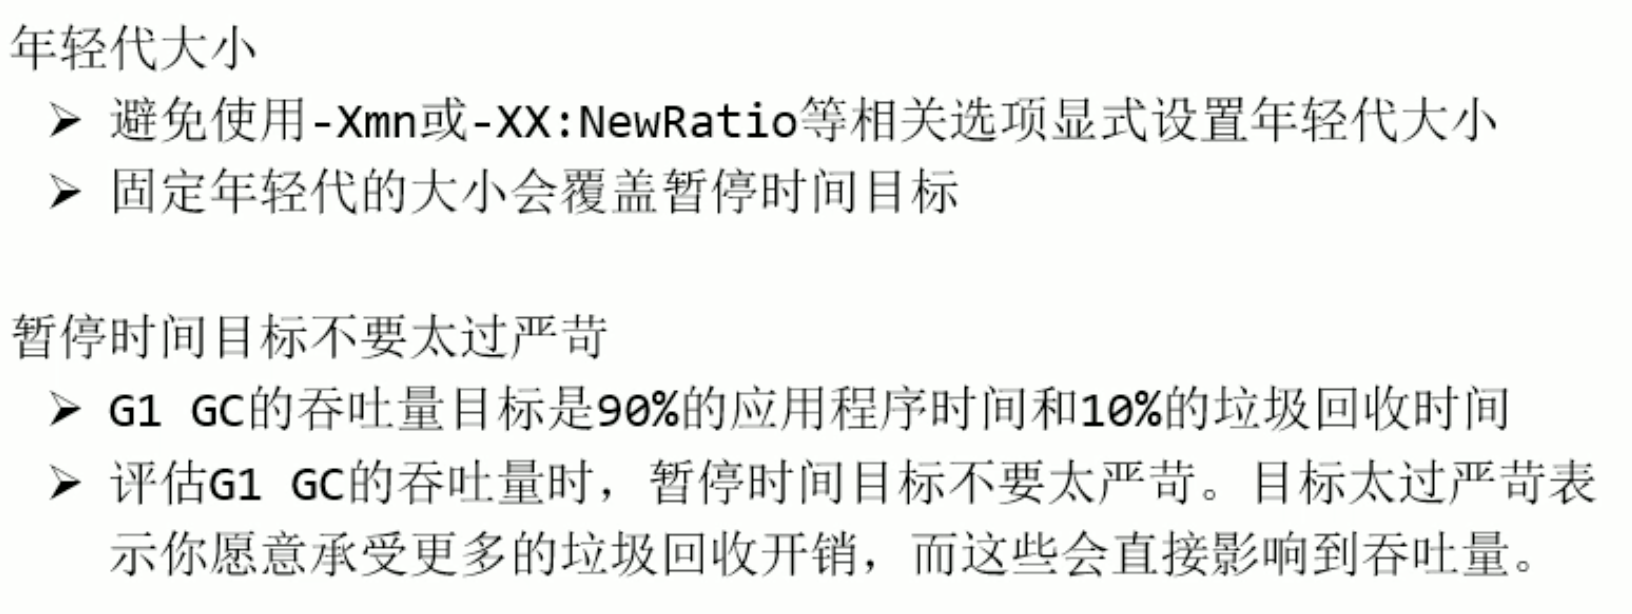 年轻代大小
➢ 避免使用-Xmn或-XX:NewRatio等相关选项显式设置年轻代大小
➢ 固定年轻代的大小会覆盖暂停时间目标
暂停时间目标不要太过严苛
➢ G1 GC的吞吐量目标是90%的应用程序时间和10%的垃圾回收时间
➢ 评估G1 GC的吞吐量时，暂停时间目标不要太严苛。目标太过严苛表
示你愿意承受更多的垃圾回收开销，而这些会直接影响到吞吐量。